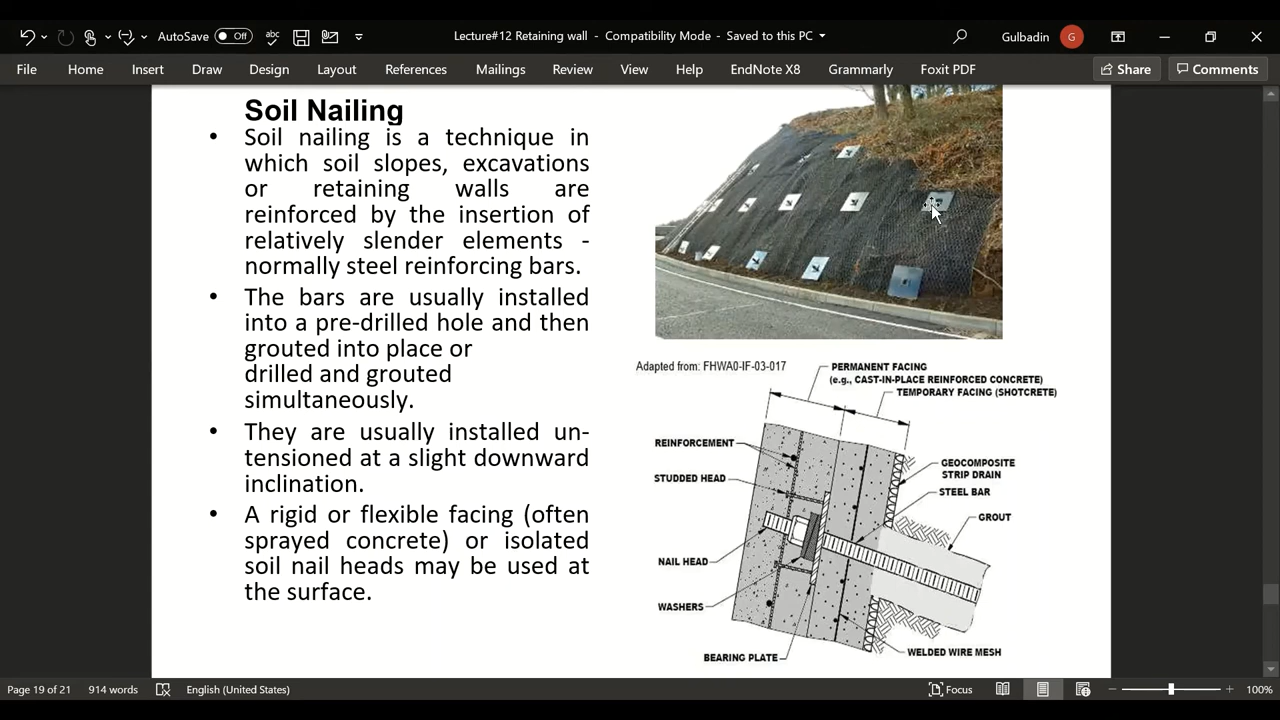 AutoSave
Off
Lecture#12 Retaining wall - Compatibility Mode - Saved to this PC
Gulbadin
G
File
Home
Insert
Draw
Design
Layout
References
Mailings
Review
View
Help
EndNote X8
Grammarly
Foxit PDF
Share
Comments
Soil Nailing
• Soil nailing is a technique in
which soil slopes, excavations
or retaining walls are
reinforced by the insertion of
relatively slender elements -
normally steel reinforcing bars.
• The bars are usually installed
into a pre-drilled hole and then
grouted into place or
drilled and grouted
simultaneously.
• They are usually installed un-
tensioned at a slight downward
inclination.
• A rigid or flexible facing (often
sprayed concrete) or isolated
soil nail heads may be used at
the surface.
Adapted from: FHWA0-IF-03-017
PERMANENT FACING
(e.g., CAST-IN-PLACE REINFORCED CONCRETE)
TEMPORARY FACING (SHOTCRETE)
REINFORCEMENT
STUDDED HEAD
GEOCOMPOSITE
STRIP DRAIN
STEEL BAR
GROUT
NAIL HEAD
WASHERS
BEARING PLATE
WELDED WIRE MESH
Page 19 of 21
914 words
English (United States)
Focus
100%